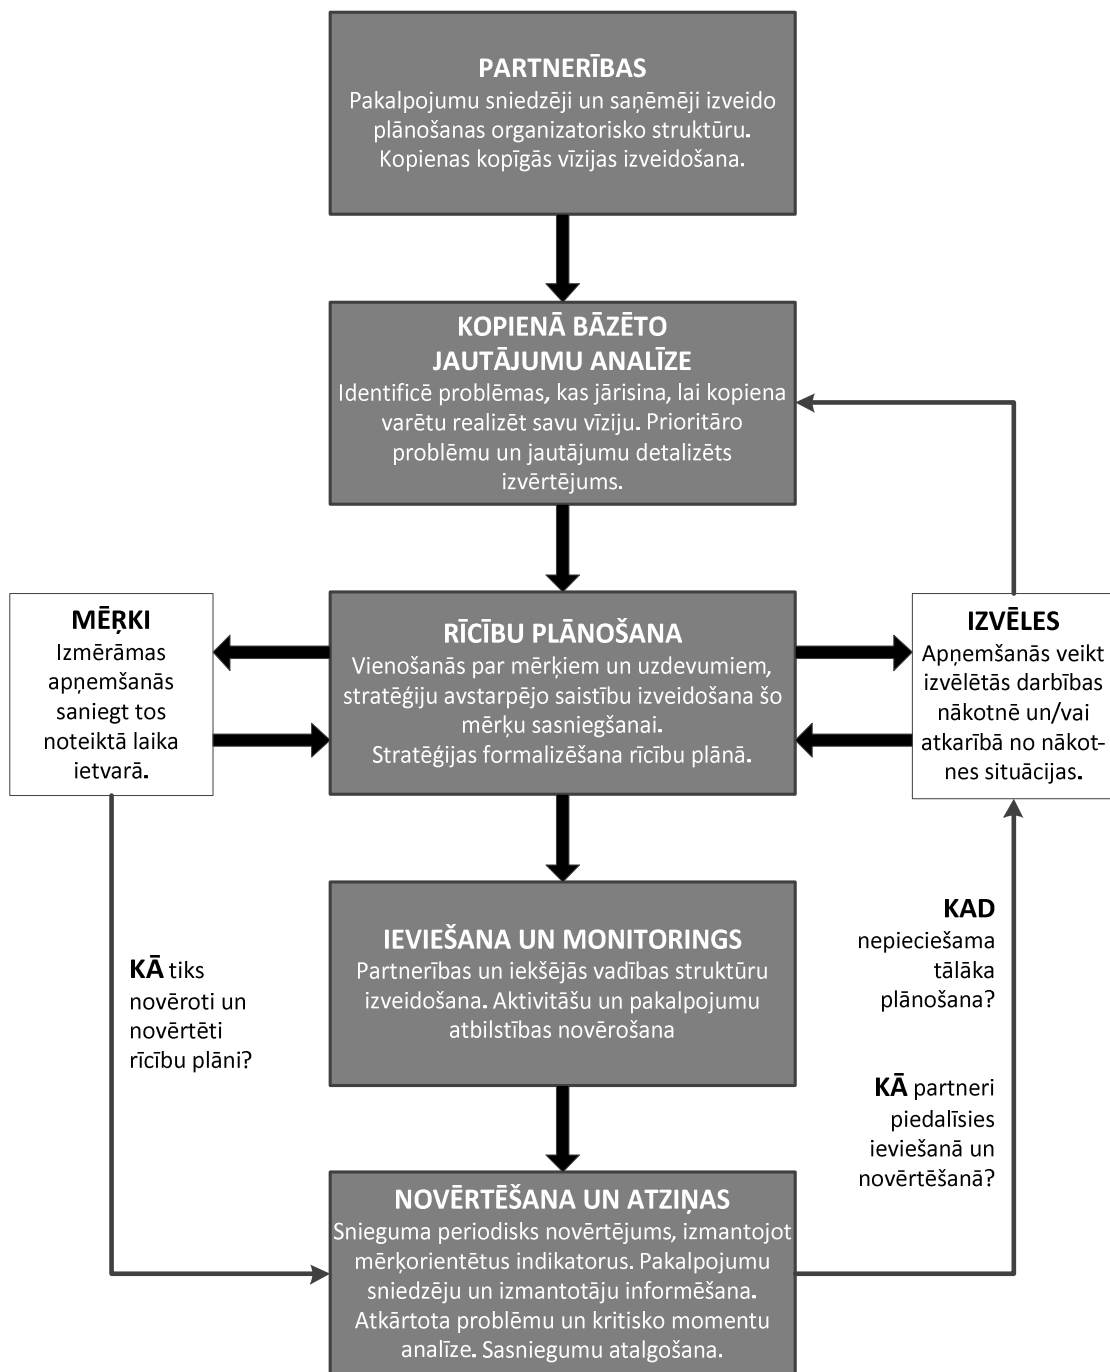 PARTNERĪBAS
Pakalpojumu sniedzēji un saņēmēji izveido
plānošanas organizatorisko struktūru.
Kopienas kopīgās vīzijas izveidošana.
KOPIENĀ BĀZĒTO
JAUTĀJUMU ANALĪZE
Identificē problēmas, kas jārisina, lai kopiena
varētu realizēt savu vīziju. Prioritāro
problēmu un jautājumu detalizēts
izvērtējums.
MĒRĶI
Izmērāmas
apņemšanās
saniegt tos
noteiktā laika
ietvarā.
RĪCĪBU PLĀNOŠANA
Vienošanās par mērķiem un uzdevumiem,
stratēģiju avstarpējo saistību izveidošana šo
mērķu sasniegšanai.
Stratēģijas formalizēšana rīcību plānā.
IZVĒLES
Apņemšanās veikt
izvēlētās darbības
nākotnē un/vai
atkarībā no nākot-
nes situācijas.
IEVIEŠANA UN MONITORINGS
Partnerības un iekšējās vadības struktūru
izveidošana. Aktivitāšu un pakalpojumu
atbilstības novērošana
KĀ tiks
novēroti un
novērtēti
rīcību plāni?
KAD
nepieciešama
tālāka
plānošana?
KĀ partneri
piedalīsies
ieviešanā un
novērtēšanā?
NOVĒRTĒŠANA UN ATZIŅAS
Snieguma periodisks novērtējums, izmantojot
mērķorientētus indikatorus. Pakalpojumu
sniedzēju un izmantotāju informēšana.
Atkārtota problēmu un kritisko momentu
analīze. Sasniegumu atalgošana.